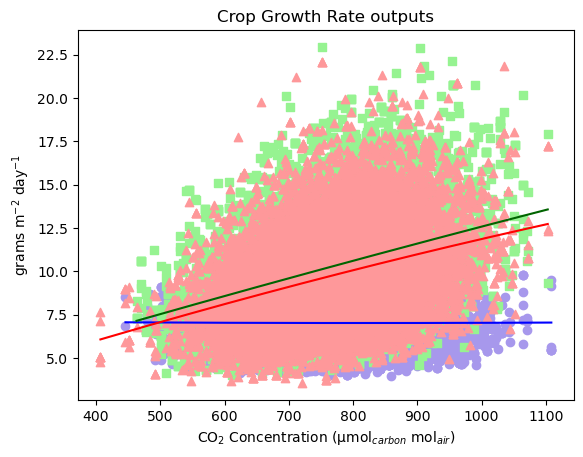 Crop Growth Rate outputs
22.5
20.0
17.5
15.0
12.5
10.0
7.5
5.0
grams m⁻² day⁻¹
400 500 600 700 800 900 1000 1100
CO₂ Concentration (μmol_carbon mol_air)